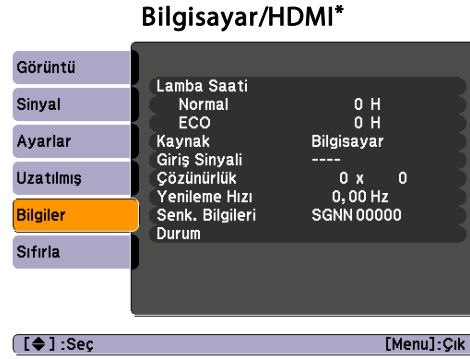 Bilgisayar/HDMI*
Görüntü
Sinyal
Ayarlar
Uzatılmış
Bilgiler
Sıfırla
Lamba Saati
Normal 0 H
ECO 0 H
Kaynak Bilgisayar
Giriş Sinyali ----
Çözünürlük 0 x 0
Yenileme Hızı 0,00 Hz
Senk. Bilgileri SGNN 00000
Durum
[◆] :Seç [Menu]:Çık